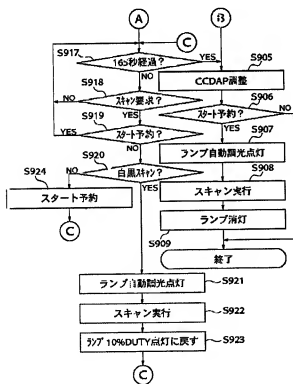 A
B
C
S917
165秒経過?
YES
NO
S905
CCDAP調整
S918
スキャン要求?
NO
YES
S906
スタート予約?
NO
YES
S919
スタート予約?
YES
NO
S907
ランプ自動調光点灯
S920
白黒スキャン?
NO
YES
S908
スキャン実行
S924
スタート予約
C
ランプ消灯
S909
終了
ランプ自動調光点灯
S921
スキャン実行
S922
ランプ10%DUTY点灯に戻す
S923
C